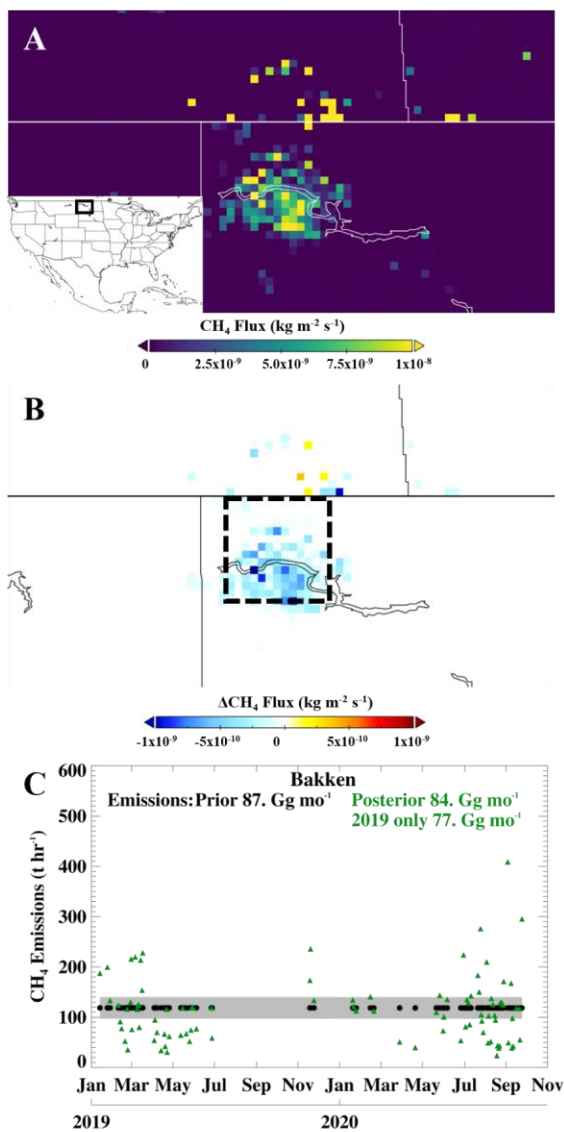 A
CH₄ Flux (kg m⁻² s⁻¹)
0 2.5x10⁻⁹ 5.0x10⁻⁹ 7.5x10⁻⁹ 1x10⁻⁸
B
ΔCH₄ Flux (kg m⁻² s⁻¹)
-1x10⁻⁹ -5x10⁻¹⁰ 0 5x10⁻¹⁰ 1x10⁻⁹
C
Bakken
Emissions: Prior 87. Gg mo⁻¹ Posterior 84. Gg mo⁻¹
2019 only 77. Gg mo⁻¹
CH₄ Emissions (t hr⁻¹)
600
500
400
300
200
100
0
Jan Mar May Jul Sep Nov Jan Mar May Jul Sep Nov
2019 2020